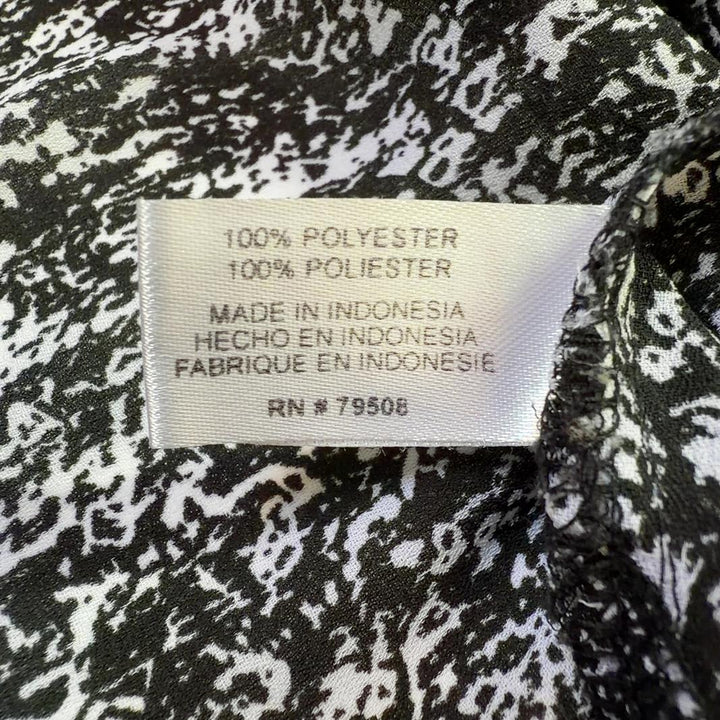 100% POLYESTER
100% POLIESTER
MADE IN INDONESIA
HECHO EN INDONESIA
FABRIQUE EN INDONESIE
RN # 79508